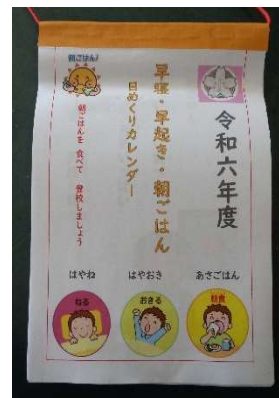 令和六年度
早寝・早起き・朝ごはん
日めくりカレンダー
朝ごはん!
朝ごはんを 食べて 登校しましょう
はやね
はやおき
あさごはん
ねる
おきる
朝食